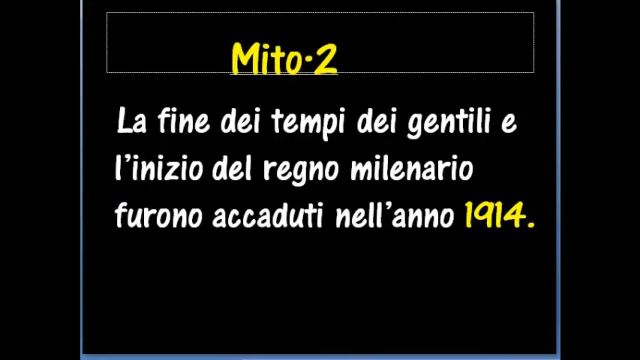 Mito·2
La fine dei tempi dei gentili e
l'inizio del regno milenario
furono accaduti nell'anno 1914.